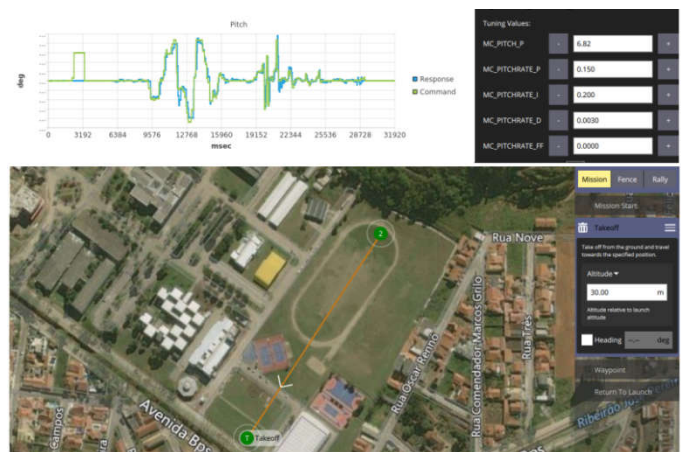 Pitch
deg
Response
Command
0 3192 6384 9576 12768 15960 19152 22344 25536 28728 31920
msec
Tuning Values:
MC_PITCH_P - 6.82 +
MC_PITCHRATE_P - 0.150 +
MC_PITCHRATE_I - 0.200 +
MC_PITCHRATE_D - 0.0030 +
MC_PITCHRATE_FF - 0.0000 +
Mission Fence Rally
Mission Start
Takeoff
Take off from the ground and travel
towards the specified position.
Altitude
30.00 m
Altitude relative to launch
altitude
Heading --.-- deg
Waypoint
Return To Launch
2
Rua Nove
Rua Oscar Renno
Rua Comendador Marcos Grilo
Rua Tres
Ribeirão
Campos
Avenida Bps
T Takeoff